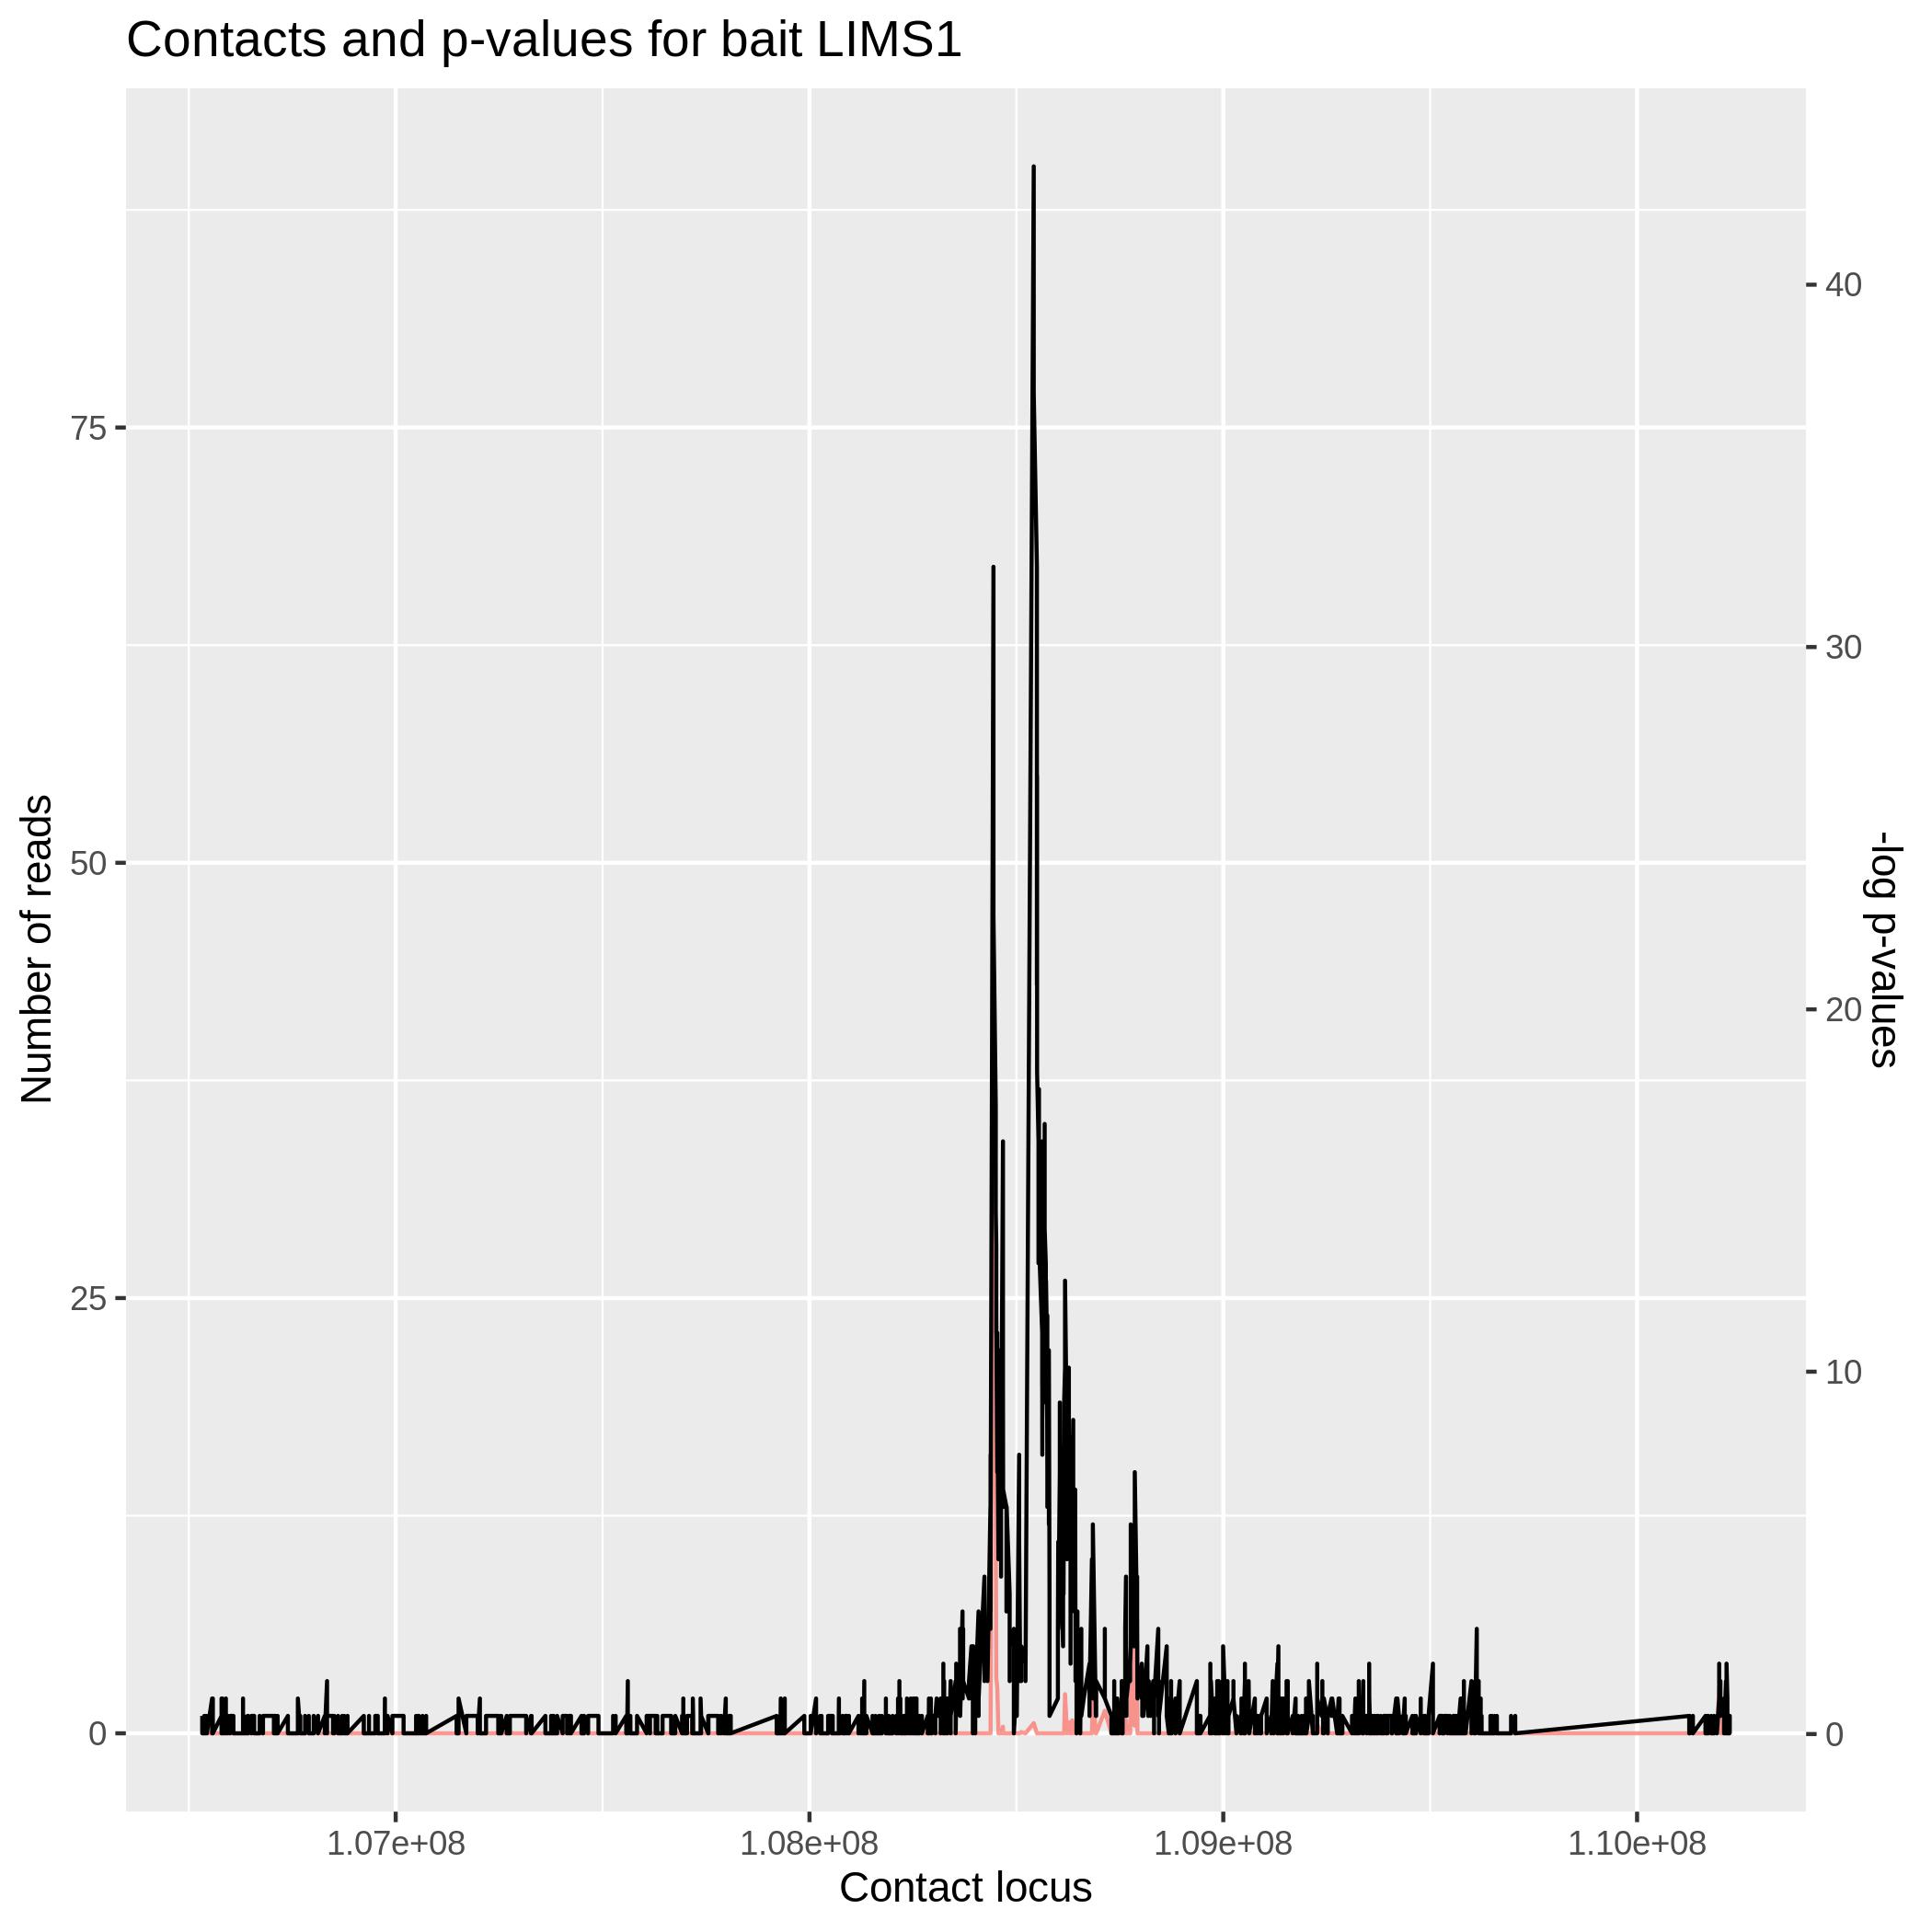 Contacts and p-values for bait LIMS1
Number of reads
75
50
25
0
40
30
20
10
0
-log p-values
1.07e+08
1.08e+08
1.09e+08
1.10e+08
Contact locus